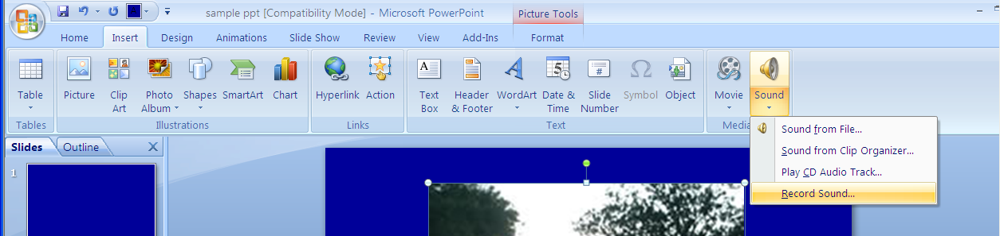 sample ppt [Compatibility Mode] - Microsoft PowerPoint
Picture Tools
Home Insert Design Animations Slide Show Review View Add-Ins Format
Table
Picture
Clip
Art
Photo
Album
Shapes
SmartArt
Chart
Hyperlink
Action
Text
Box
Header
& Footer
WordArt
Date &
Time
Slide
Number
Symbol
Object
Movie
Sound
Tables
Illustrations
Links
Text
Media
Sound from File...
Sound from Clip Organizer...
Play CD Audio Track...
Record Sound...
Slides
Outline
1